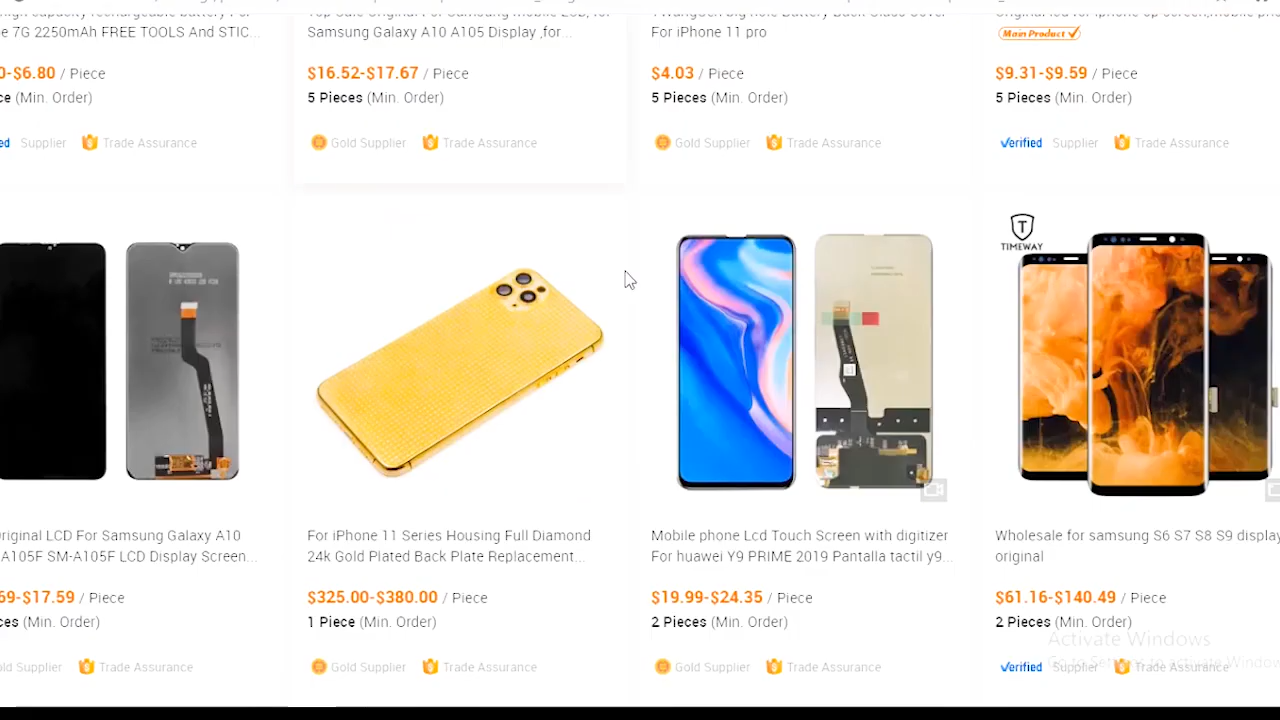 e 7G 2250mAh FREE TOOLS And STIC...
0-$6.80 / Piece
ce (Min. Order)
ed Supplier Trade Assurance
Samsung Galaxy A10 A105 Display ,for...
$16.52-$17.67 / Piece
5 Pieces (Min. Order)
Gold Supplier Trade Assurance
For iPhone 11 pro
$4.03 / Piece
5 Pieces (Min. Order)
Gold Supplier Trade Assurance
Main Product
$9.31-$9.59 / Piece
5 Pieces (Min. Order)
Verified Supplier Trade Assurance
riginal LCD For Samsung Galaxy A10
A105F SM-A105F LCD Display Screen...
69-$17.59 / Piece
ces (Min. Order)
old Supplier Trade Assurance
For iPhone 11 Series Housing Full Diamond
24k Gold Plated Back Plate Replacement...
$325.00-$380.00 / Piece
1 Piece (Min. Order)
Gold Supplier Trade Assurance
Mobile phone Lcd Touch Screen with digitizer
For huawei Y9 PRIME 2019 Pantalla tactil y9...
$19.99-$24.35 / Piece
2 Pieces (Min. Order)
Gold Supplier Trade Assurance
T
TIMEWAY
Wholesale for samsung S6 S7 S8 S9 display
original
$61.16-$140.49 / Piece
2 Pieces (Min. Order)
Verified Supplier Trade Assurance
Activate Windows